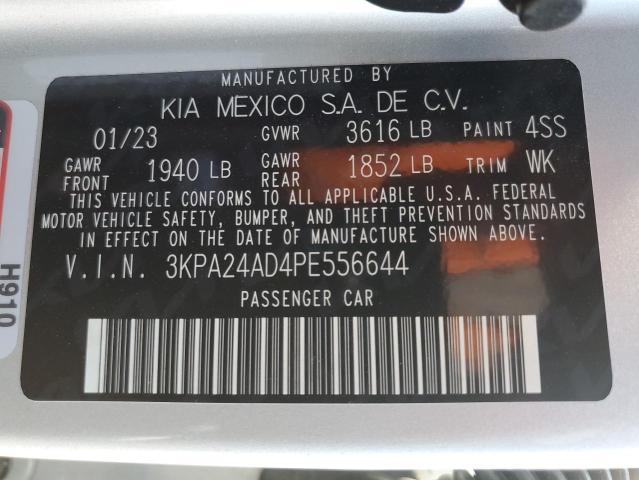 MANUFACTURED BY
KIA MEXICO S.A. DE C.V.
01/23 GVWR 3616 LB PAINT 4SS
GAWR FRONT 1940 LB GAWR REAR 1852 LB TRIM WK
THIS VEHICLE CONFORMS TO ALL APPLICABLE U.S.A. FEDERAL
MOTOR VEHICLE SAFETY, BUMPER, AND THEFT PREVENTION STANDARDS
IN EFFECT ON THE DATE OF MANUFACTURE SHOWN ABOVE.
V.I.N. 3KPA24AD4PE556644
PASSENGER CAR
H910